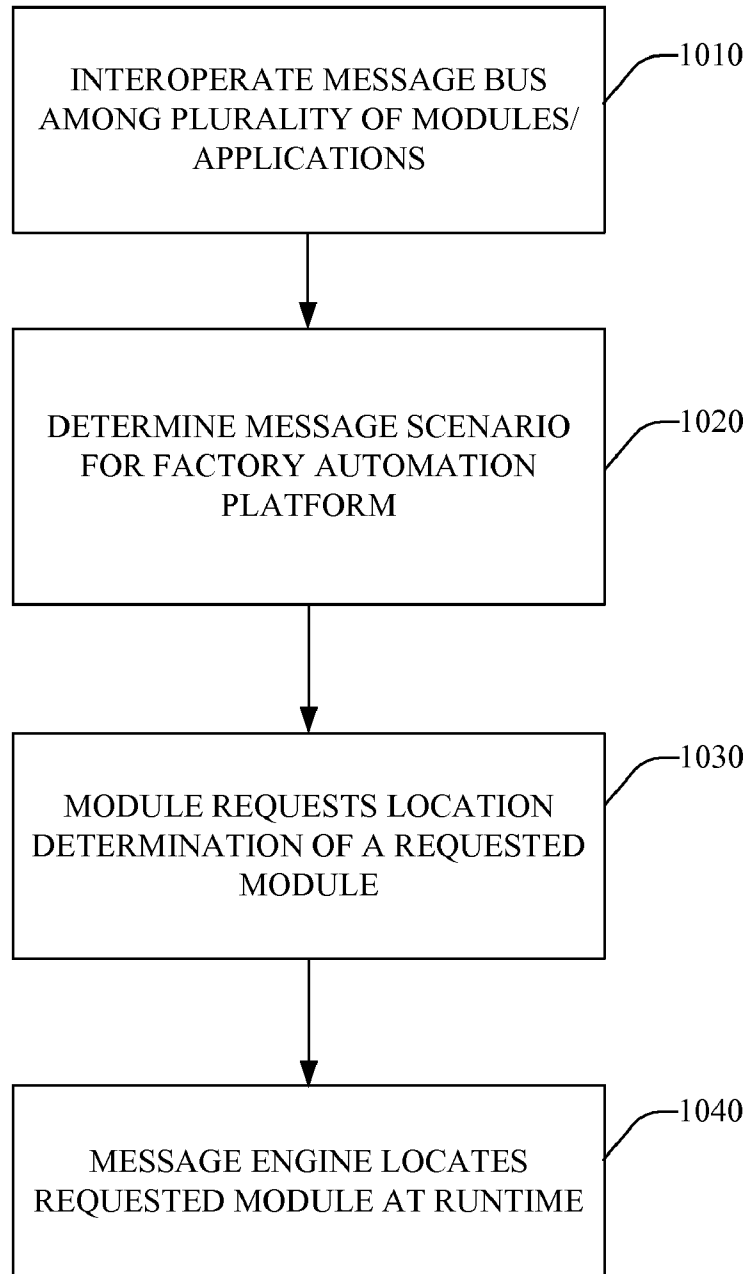 INTEROPERATE MESSAGE BUS
AMONG PLURALITY OF MODULES/
APPLICATIONS
1010
DETERMINE MESSAGE SCENARIO
FOR FACTORY AUTOMATION
PLATFORM
1020
MODULE REQUESTS LOCATION
DETERMINATION OF A REQUESTED
MODULE
1030
MESSAGE ENGINE LOCATES
REQUESTED MODULE AT RUNTIME
1040